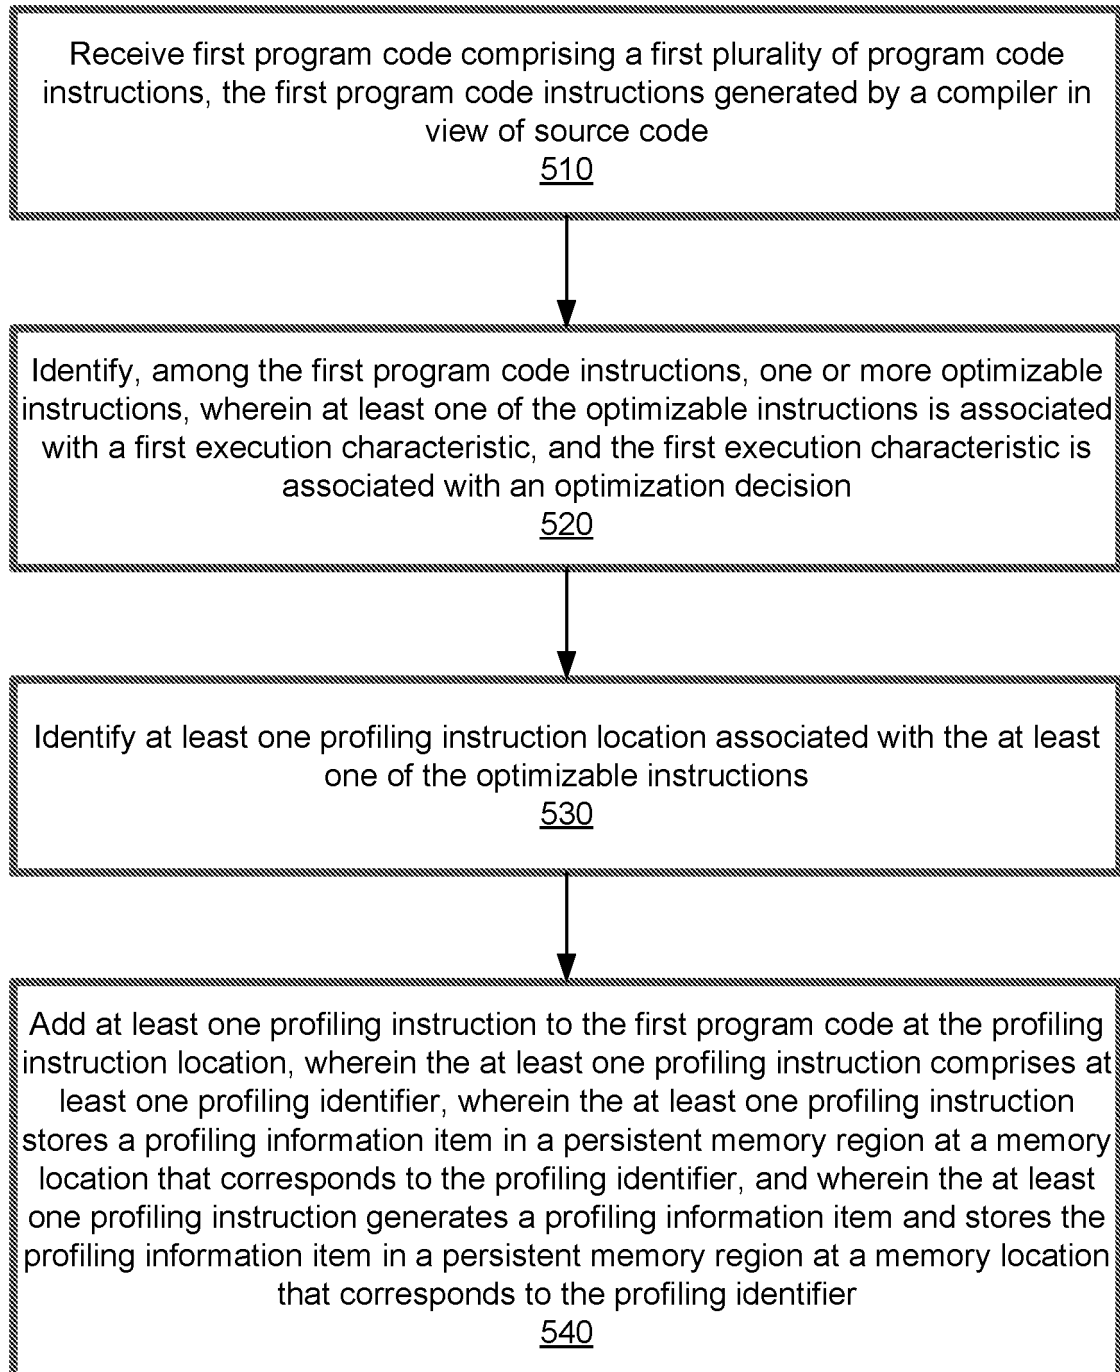 Receive first program code comprising a first plurality of program code
instructions, the first program code instructions generated by a compiler in
view of source code
510
Identify, among the first program code instructions, one or more optimizable
instructions, wherein at least one of the optimizable instructions is associated
with a first execution characteristic, and the first execution characteristic is
associated with an optimization decision
520
Identify at least one profiling instruction location associated with the at least
one of the optimizable instructions
530
Add at least one profiling instruction to the first program code at the profiling
instruction location, wherein the at least one profiling instruction comprises at
least one profiling identifier, wherein the at least one profiling instruction
stores a profiling information item in a persistent memory region at a memory
location that corresponds to the profiling identifier, and wherein the at least
one profiling instruction generates a profiling information item and stores the
profiling information item in a persistent memory region at a memory location
that corresponds to the profiling identifier
540